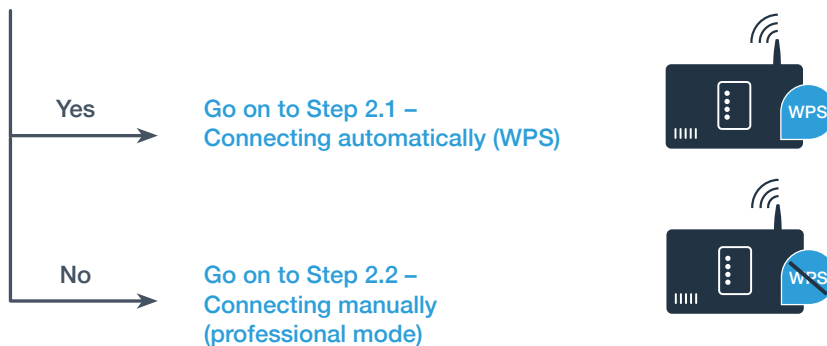 Yes
Go on to Step 2.1 –
Connecting automatically (WPS)
WPS
No
Go on to Step 2.2 –
Connecting manually
(professional mode)
WPS